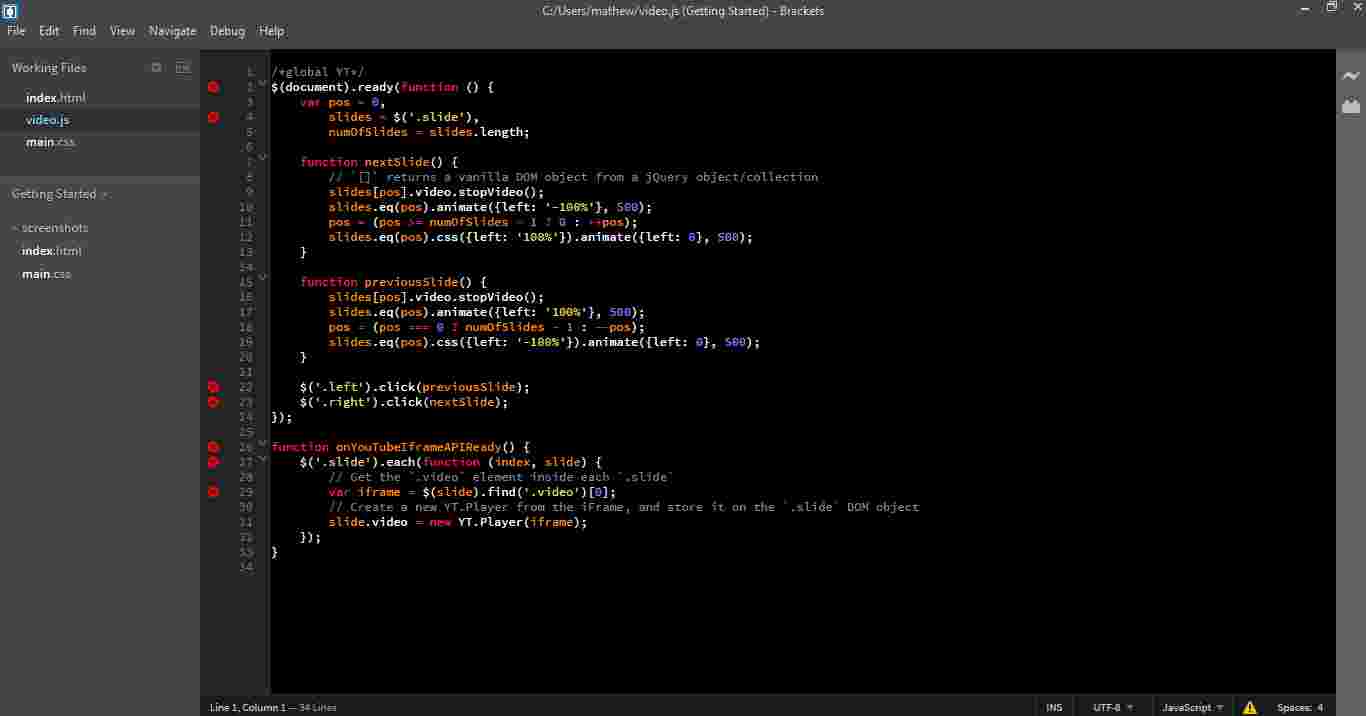 C:/Users/mathew/video.js (Getting Started) - Brackets
File Edit Find View Navigate Debug Help
Working Files
index.html
video.js
main.css
Getting Started
screenshots
index.html
main.css
1 /*global YT*/
2 $(document).ready(function () {
3 var pos = 0,
4 slides = $('.slide'),
5 numOfSlides = slides.length;
6
7 function nextSlide() {
8 // `[]` returns a vanilla DOM object from a jQuery object/collection
9 slides[pos].video.stopVideo();
10 slides.eq(pos).animate({left: '-100%'}, 500);
11 pos = (pos >= numOfSlides - 1 ? 0 : ++pos);
12 slides.eq(pos).css({left: '100%'}).animate({left: 0}, 500);
13 }
14
15 function previousSlide() {
16 slides[pos].video.stopVideo();
17 slides.eq(pos).animate({left: '100%'}, 500);
18 pos = (pos === 0 ? numOfSlides - 1 : --pos);
19 slides.eq(pos).css({left: '-100%'}).animate({left: 0}, 500);
20 }
21
22 $('.left').click(previousSlide);
23 $('.right').click(nextSlide);
24 });
25
26 function onYouTubeIframeAPIReady() {
27 $('.slide').each(function (index, slide) {
28 // Get the `.video` element inside each `.slide`
29 var iframe = $(slide).find('.video')[0];
30 // Create a new YT.Player from the iFrame, and store it on the `.slide` DOM object
31 slide.video = new YT.Player(iframe);
32 });
33 }
34
Line 1, Column 1 — 34 Lines
INS UTF-8 JavaScript Spaces: 4